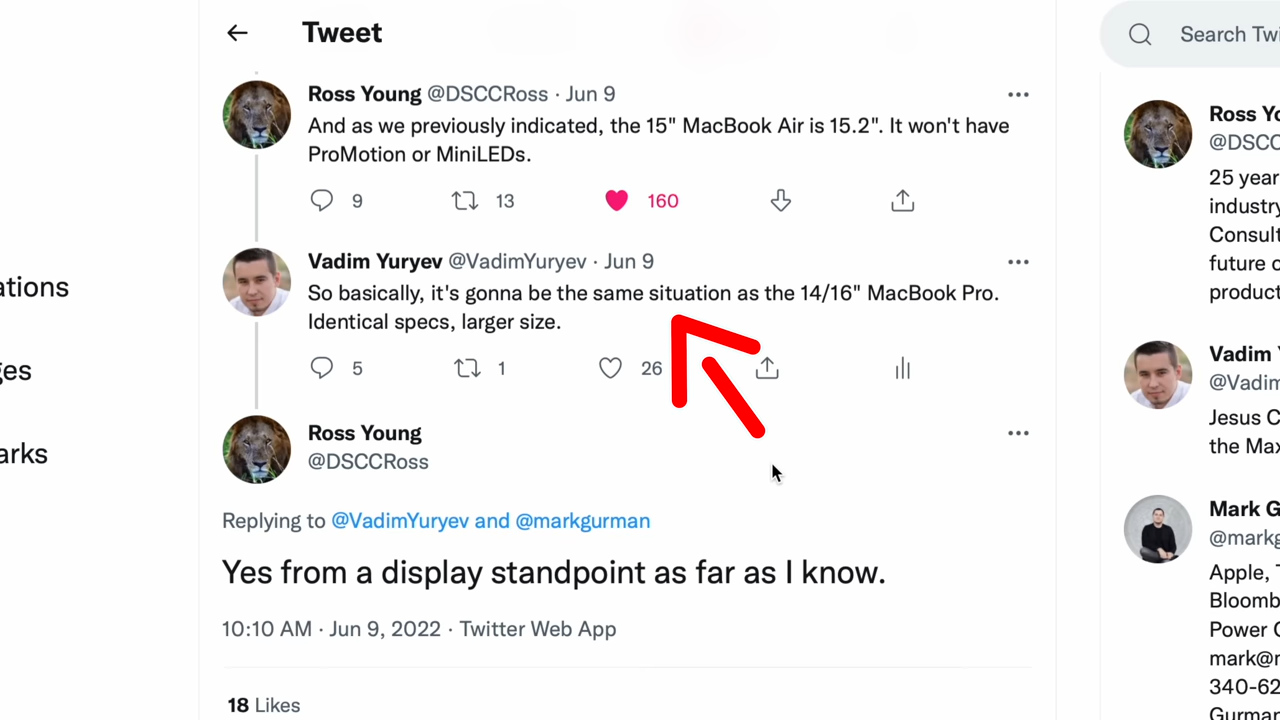 Tweet
Search Twi
Ross Young @DSCCRoss · Jun 9
And as we previously indicated, the 15" MacBook Air is 15.2". It won't have
ProMotion or MiniLEDs.
9 13 160
Vadim Yuryev @VadimYuryev · Jun 9
So basically, it's gonna be the same situation as the 14/16" MacBook Pro.
Identical specs, larger size.
5 1 26
Ross Young
@DSCCRoss
Replying to @VadimYuryev and @markgurman
Yes from a display standpoint as far as I know.
10:10 AM · Jun 9, 2022 · Twitter Web App
18 Likes
ations
ges
arks
Ross Yo
@DSCC
25 year
industry
Consult
future o
product
Vadim Y
@Vadim
Jesus C
the Max
Mark G
@markg
Apple, T
Bloomb
Power O
mark@m
340-62
Gurman